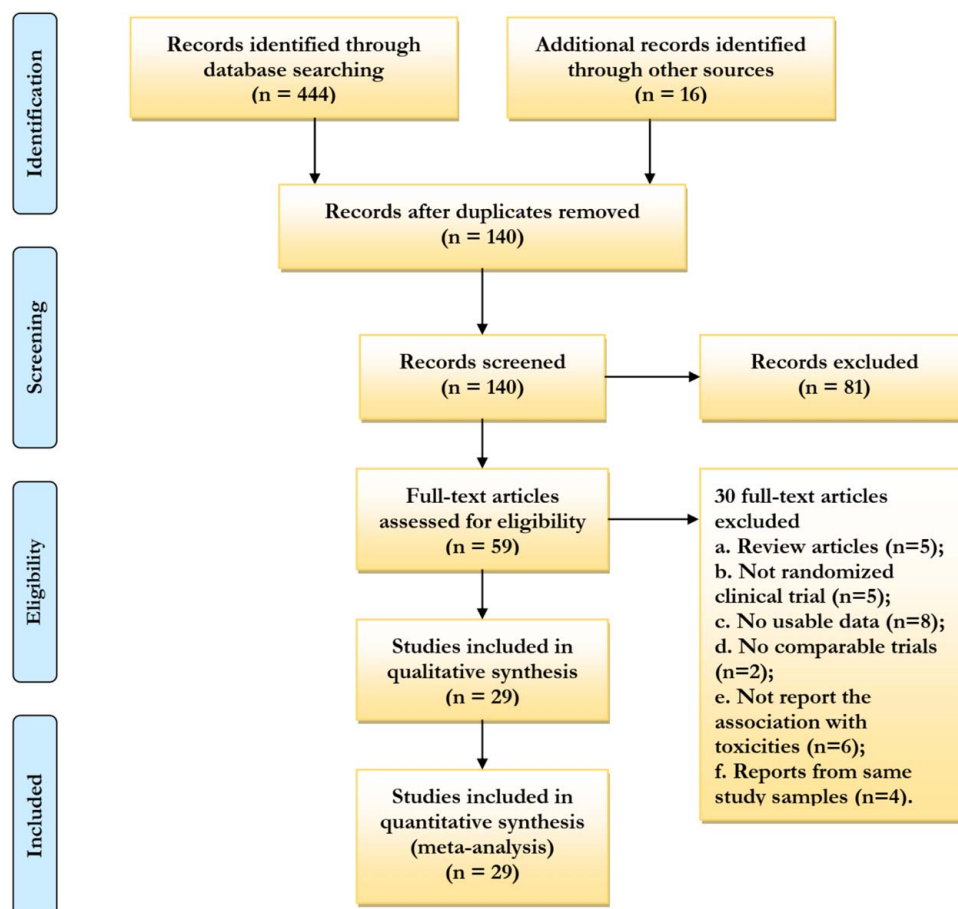 Identification
Records identified through
database searching
(n = 444)
Additional records identified
through other sources
(n = 16)
Records after duplicates removed
(n = 140)
Screening
Records screened
(n = 140)
Records excluded
(n = 81)
Eligibility
Full-text articles
assessed for eligibility
(n = 59)
30 full-text articles
excluded
a. Review articles (n=5);
b. Not randomized
clinical trial (n=5);
c. No usable data (n=8);
d. No comparable trials
(n=2);
e. Not report the
association with
toxicities (n=6);
f. Reports from same
study samples (n=4).
Studies included in
qualitative synthesis
(n = 29)
Included
Studies included in
quantitative synthesis
(meta-analysis)
(n = 29)